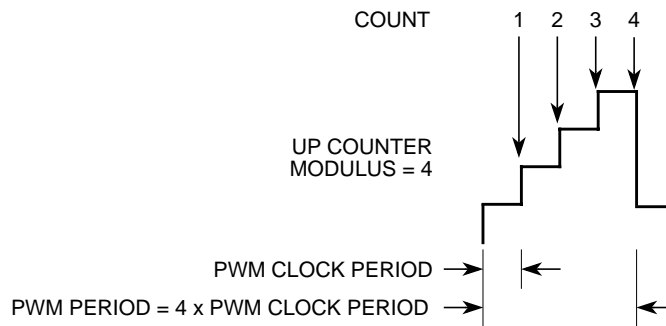 COUNT 1 2 3 4
UP COUNTER
MODULUS = 4
PWM CLOCK PERIOD
PWM PERIOD = 4 x PWM CLOCK PERIOD